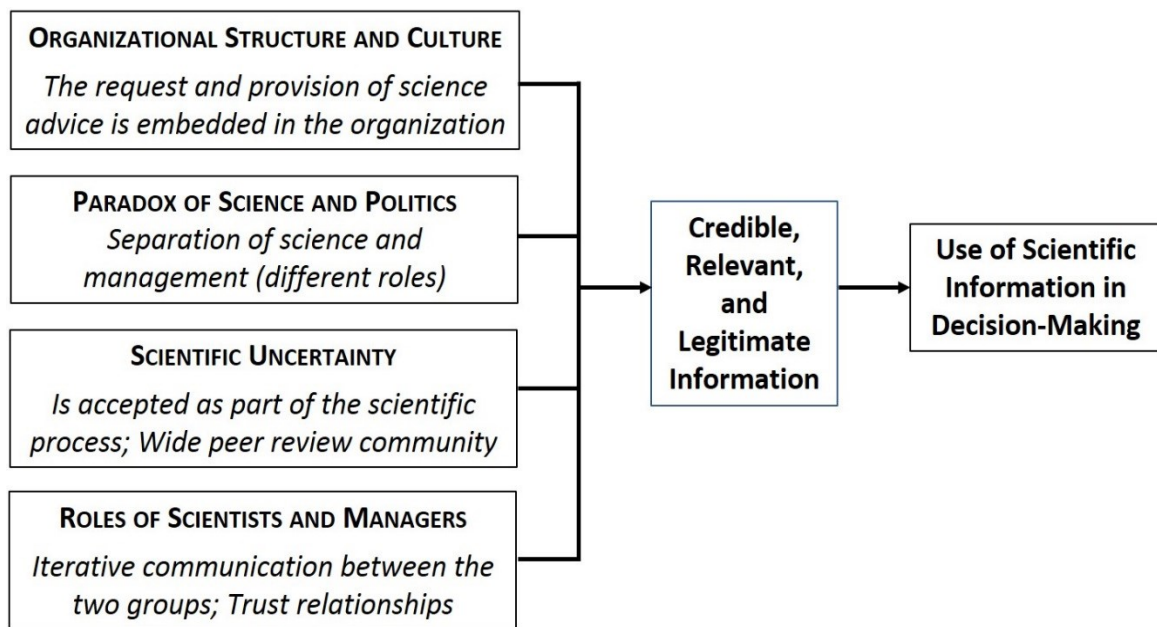 ORGANIZATIONAL STRUCTURE AND CULTURE
The request and provision of science
advice is embedded in the organization
PARADOX OF SCIENCE AND POLITICS
Separation of science and
management (different roles)
SCIENTIFIC UNCERTAINTY
Is accepted as part of the scientific
process; Wide peer review community
ROLES OF SCIENTISTS AND MANAGERS
Iterative communication between the
two groups; Trust relationships
Credible,
Relevant,
and
Legitimate
Information
Use of Scientific
Information in
Decision-Making